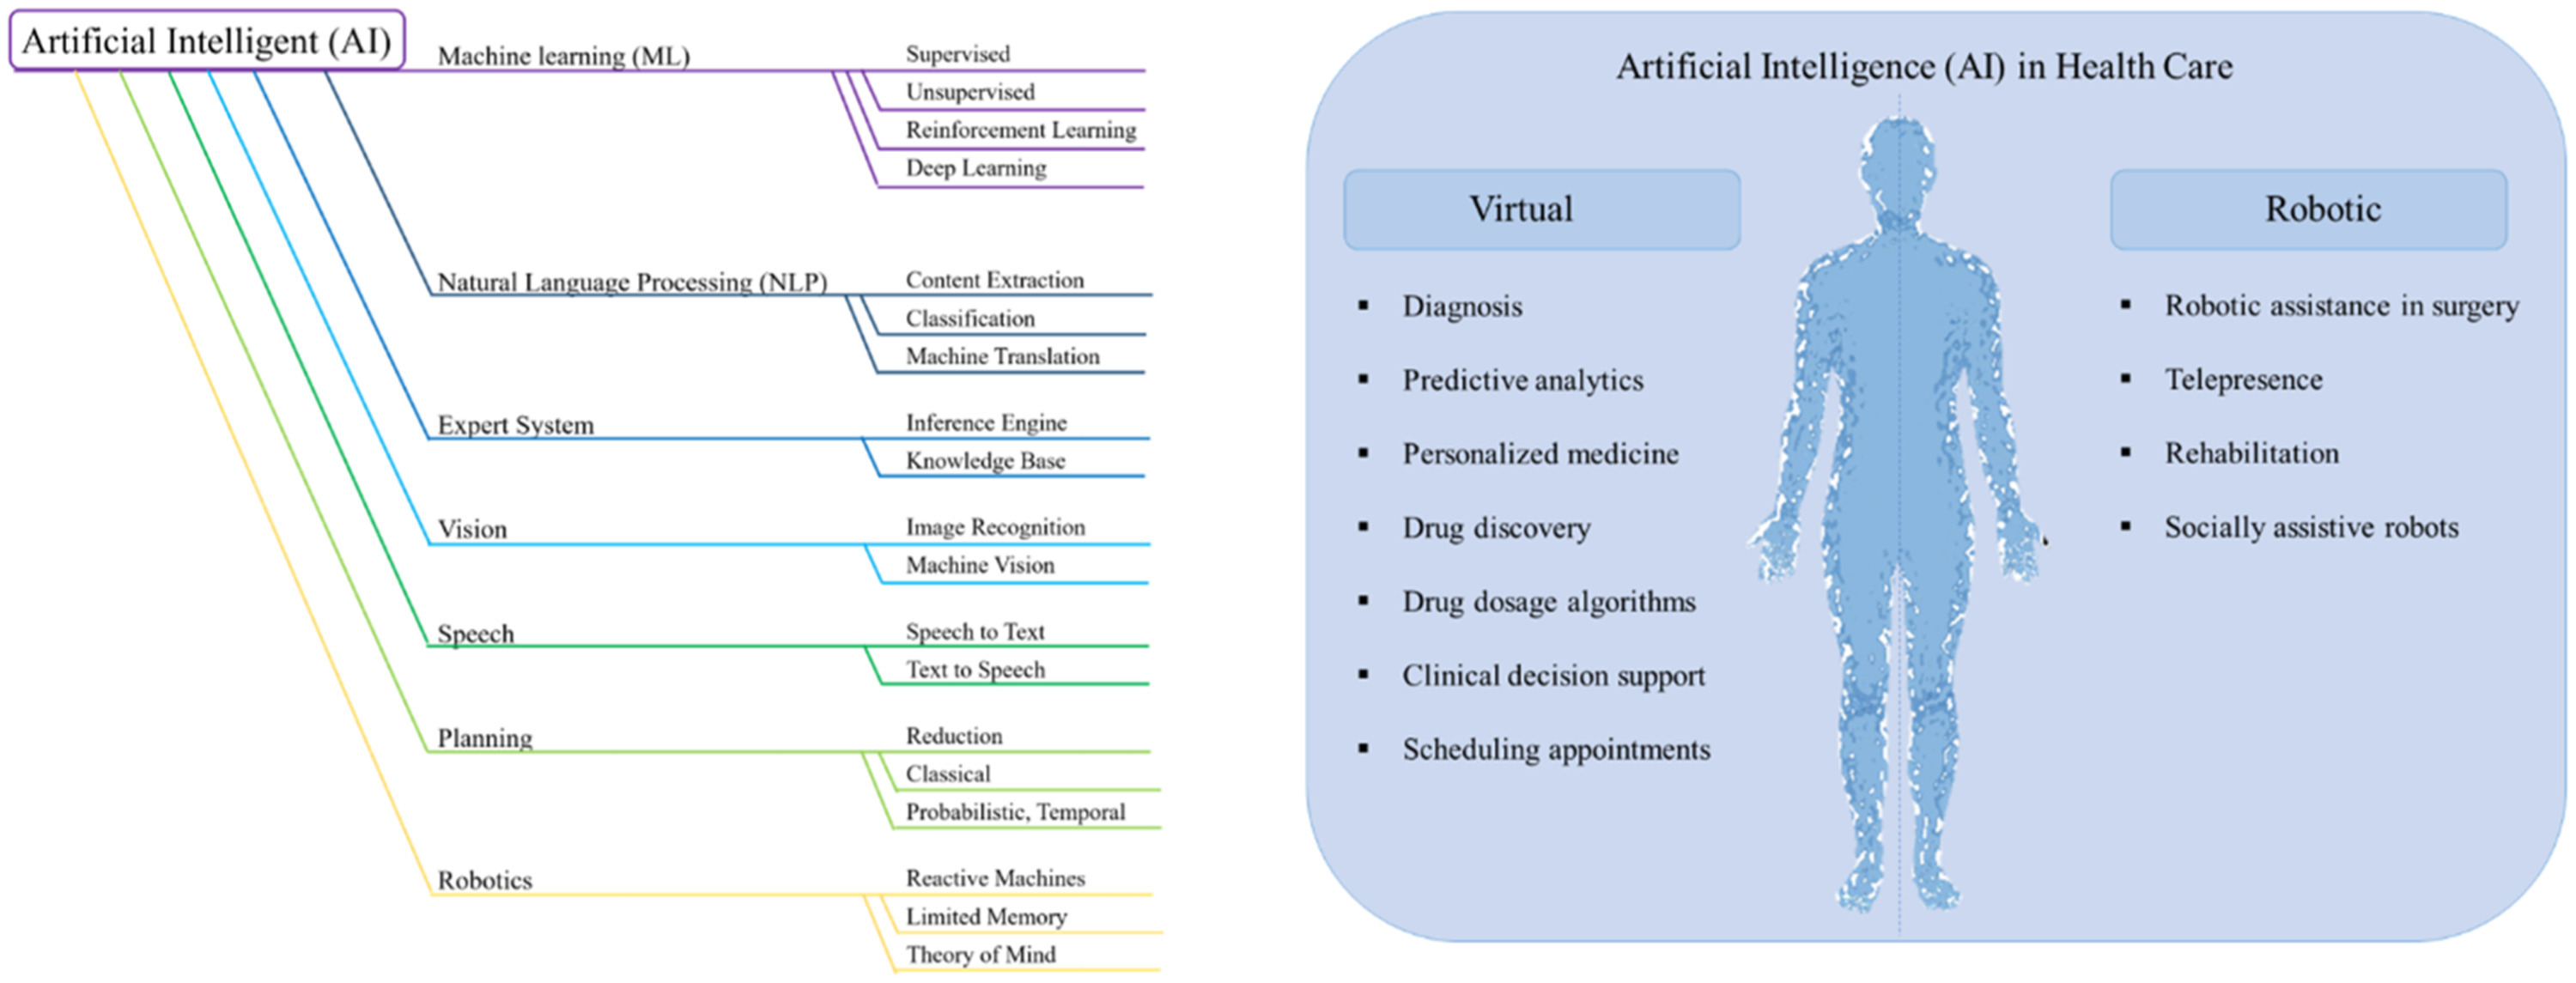 Artificial Intelligent (AI)
Machine learning (ML)
Supervised
Unsupervised
Reinforcement Learning
Deep Learning
Natural Language Processing (NLP)
Content Extraction
Classification
Machine Translation
Expert System
Inference Engine
Knowledge Base
Vision
Image Recognition
Machine Vision
Speech
Speech to Text
Text to Speech
Planning
Reduction
Classical
Probabilistic, Temporal
Robotics
Reactive Machines
Limited Memory
Theory of Mind
Artificial Intelligence (AI) in Health Care
Virtual
Diagnosis
Predictive analytics
Personalized medicine
Drug discovery
Drug dosage algorithms
Clinical decision support
Scheduling appointments
Robotic
Robotic assistance in surgery
Telepresence
Rehabilitation
Socially assistive robots